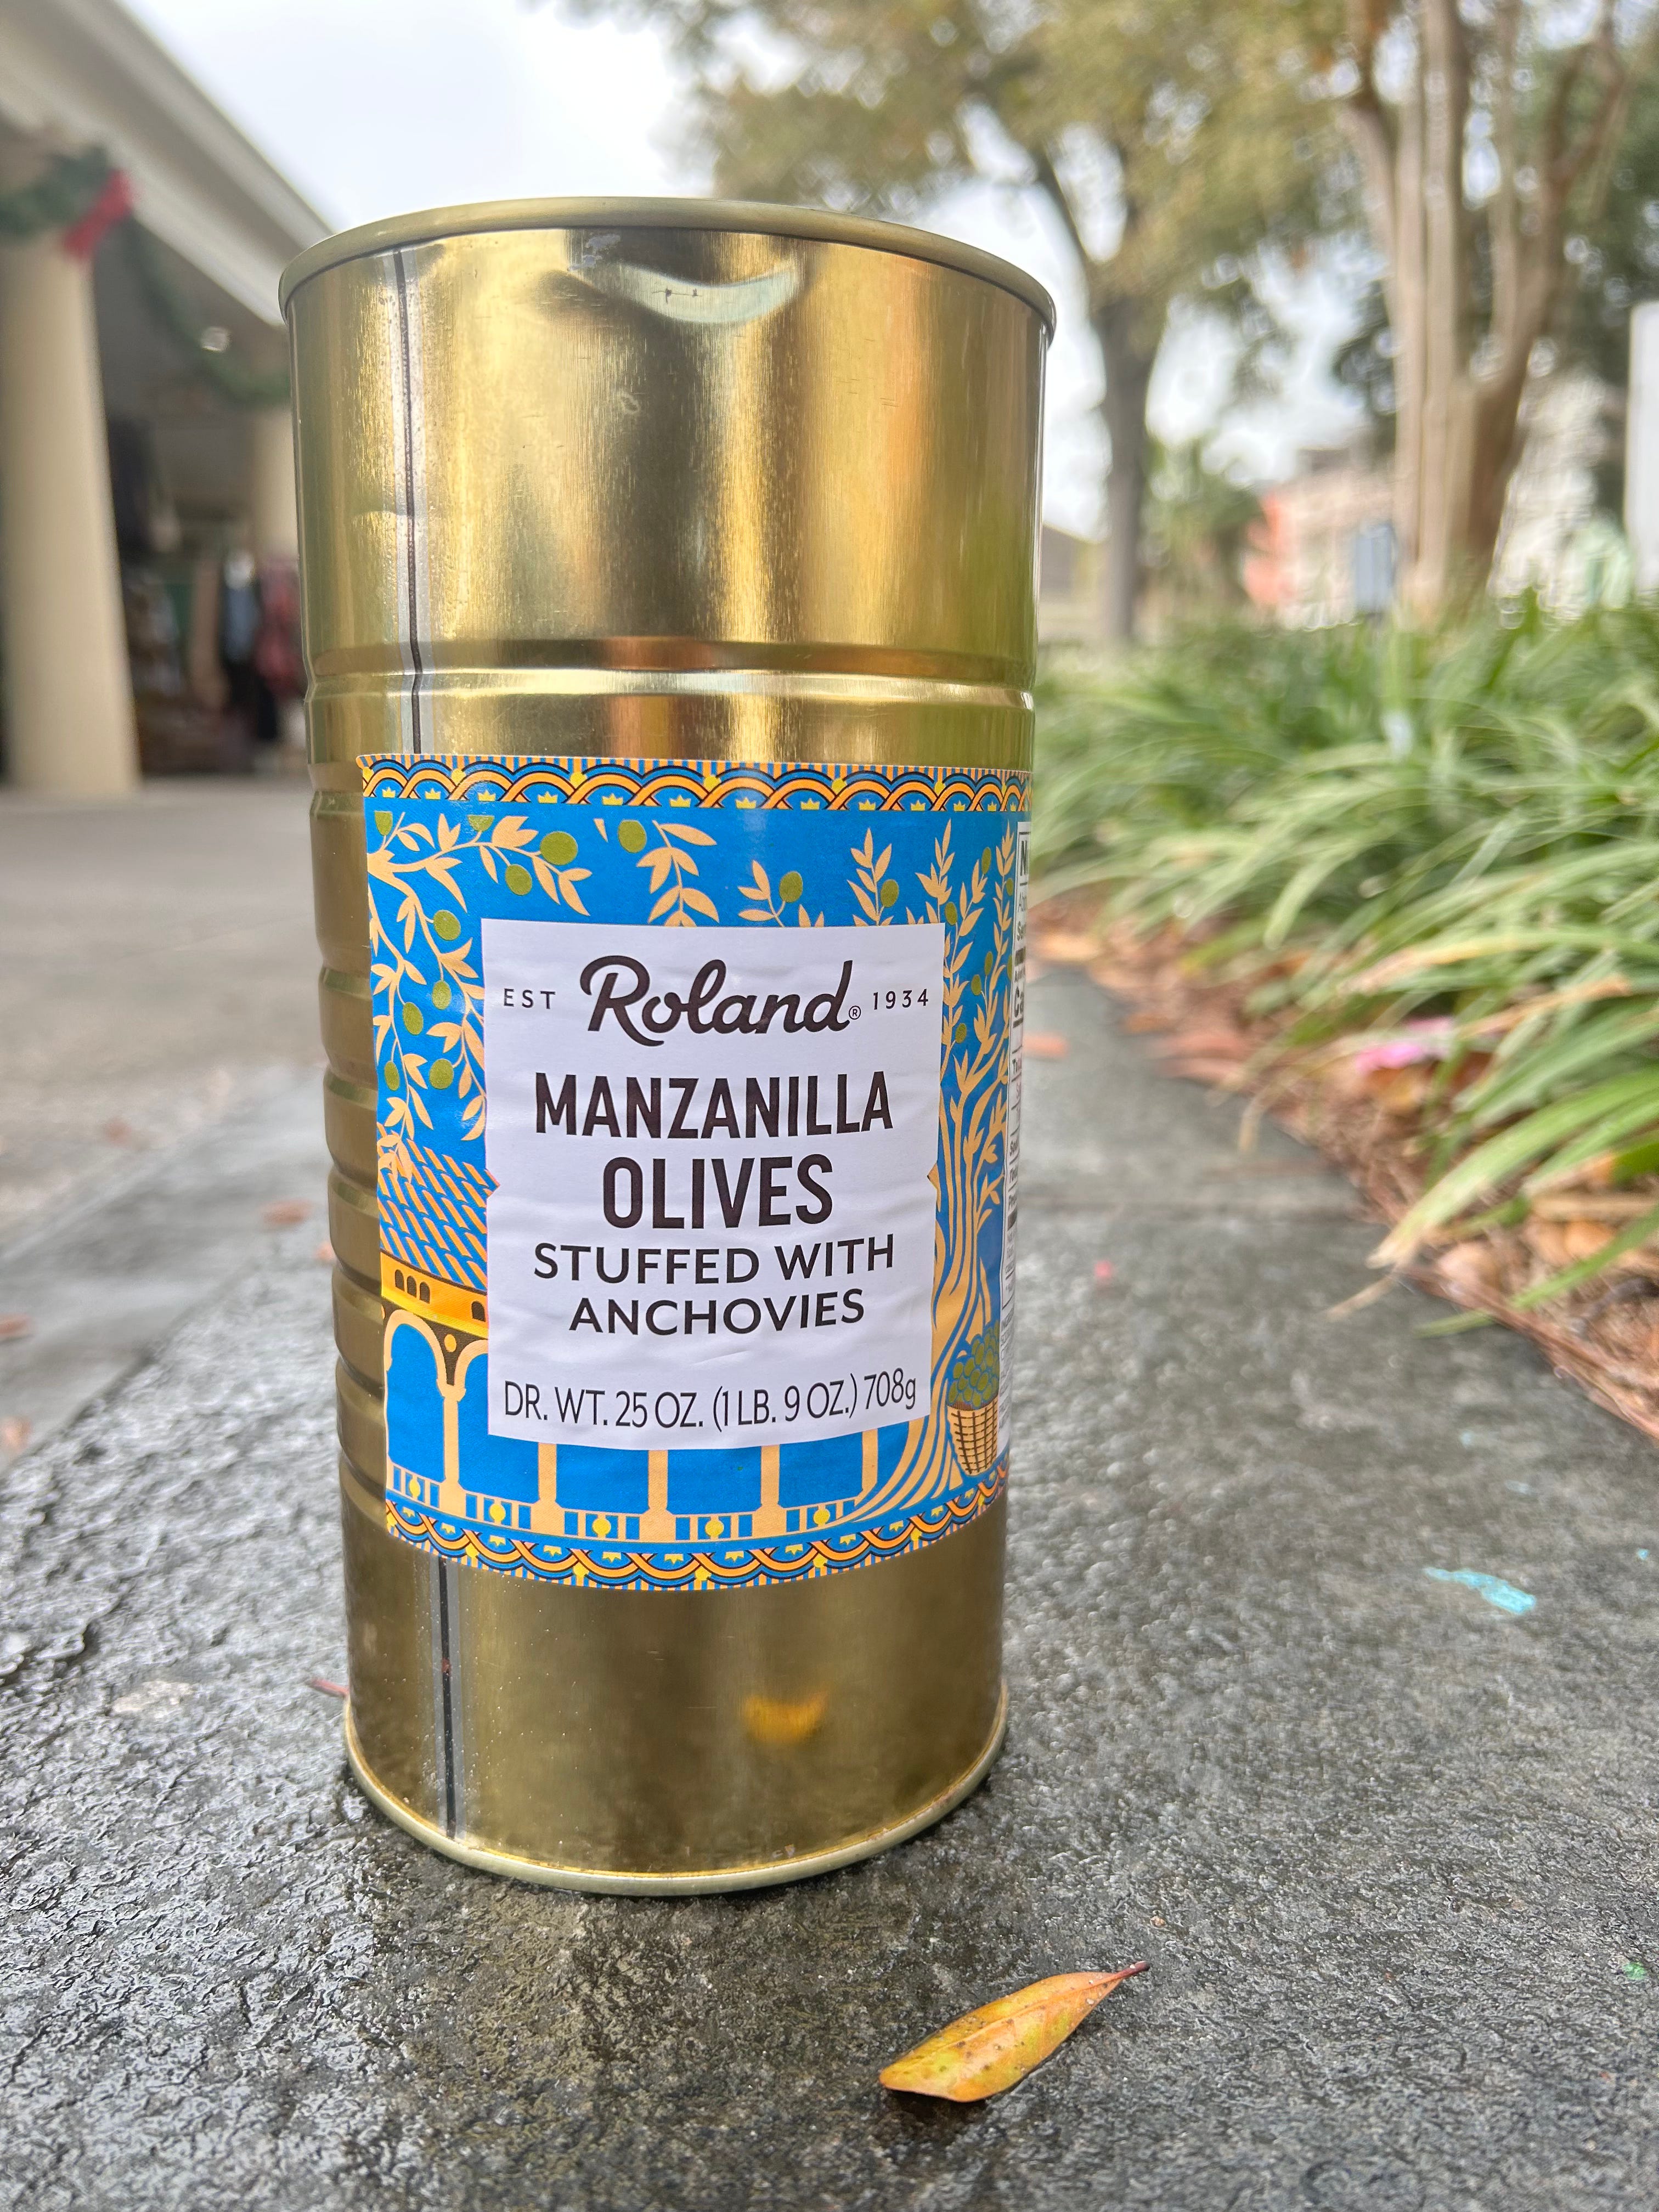 EST Roland® 1934
MANZANILLA
OLIVES
STUFFED WITH
ANCHOVIES
DR. WT. 25 OZ. (1 LB. 9 OZ.) 708g